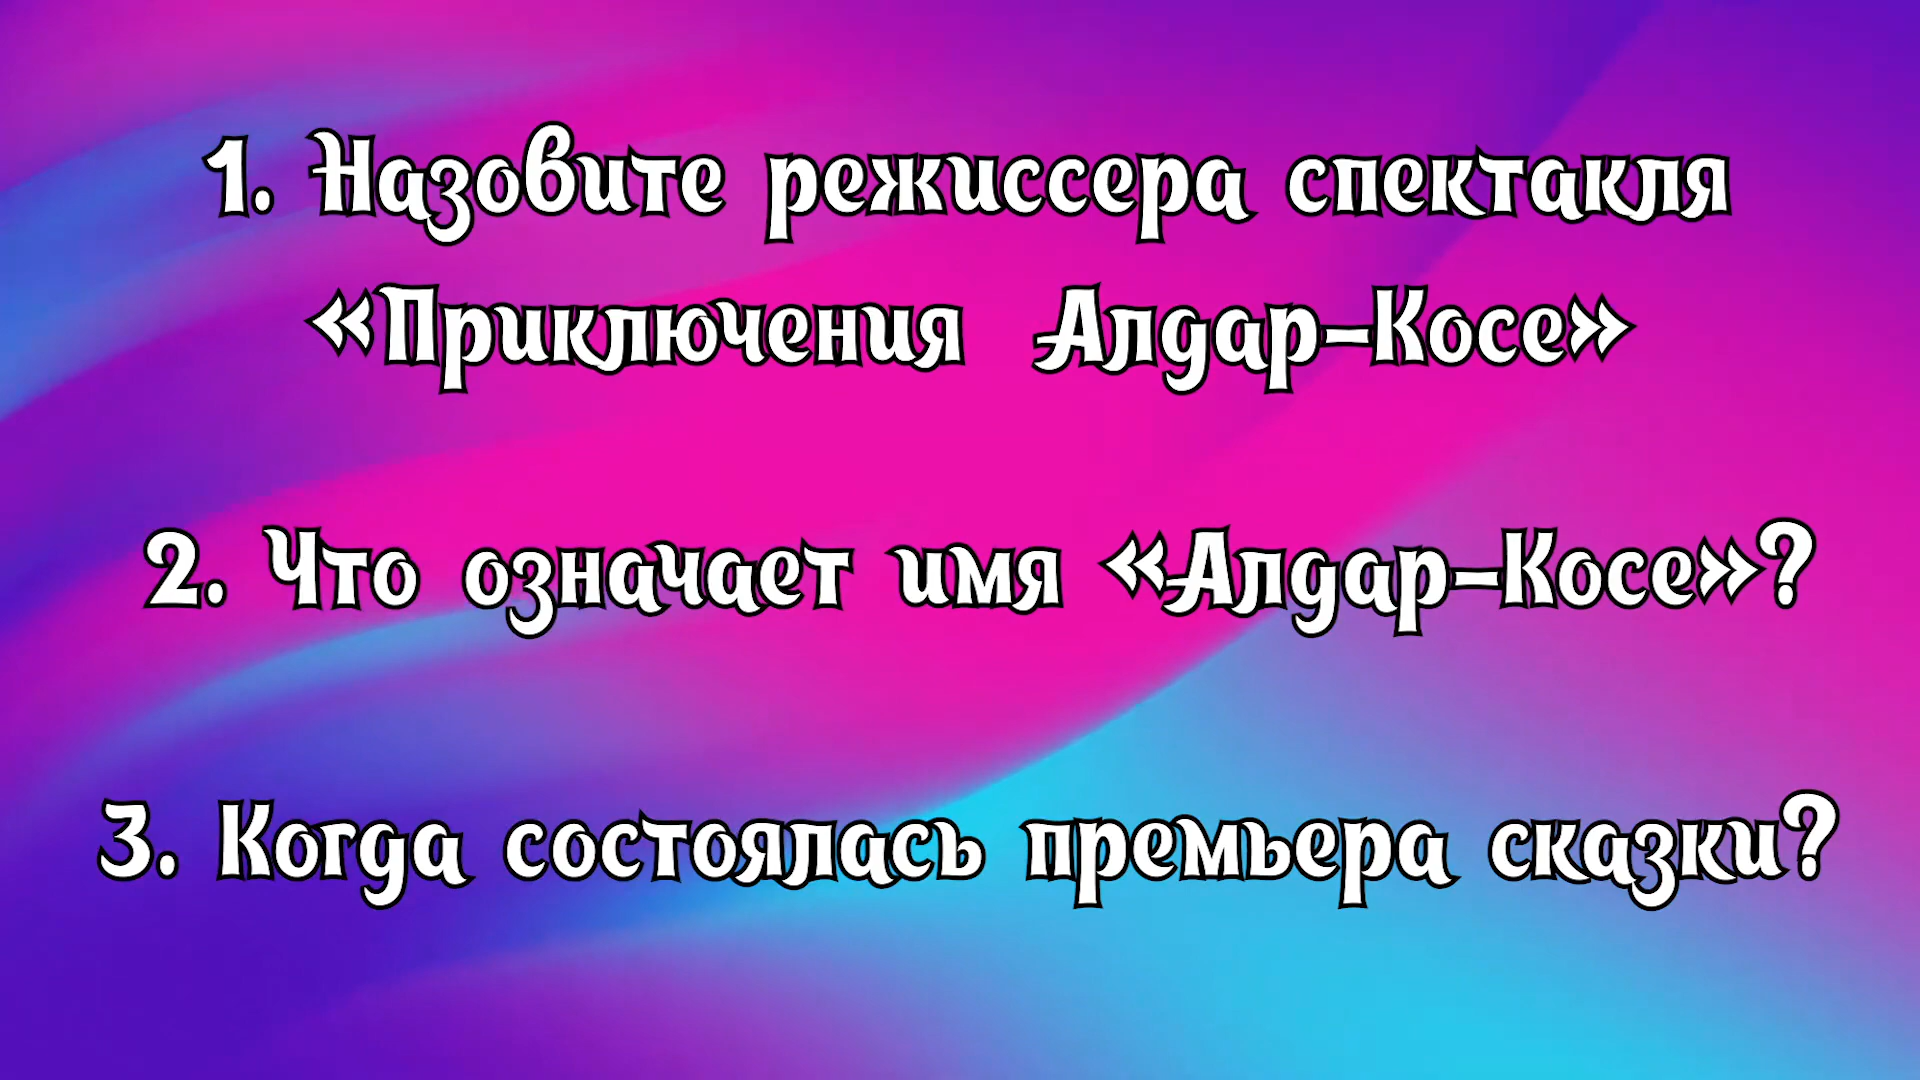 1. Назовите режиссера спектакля
«Приключения Алдар-Косе»
2. Что означает имя «Алдар-Косе»?
3. Когда состоялась премьера сказки?